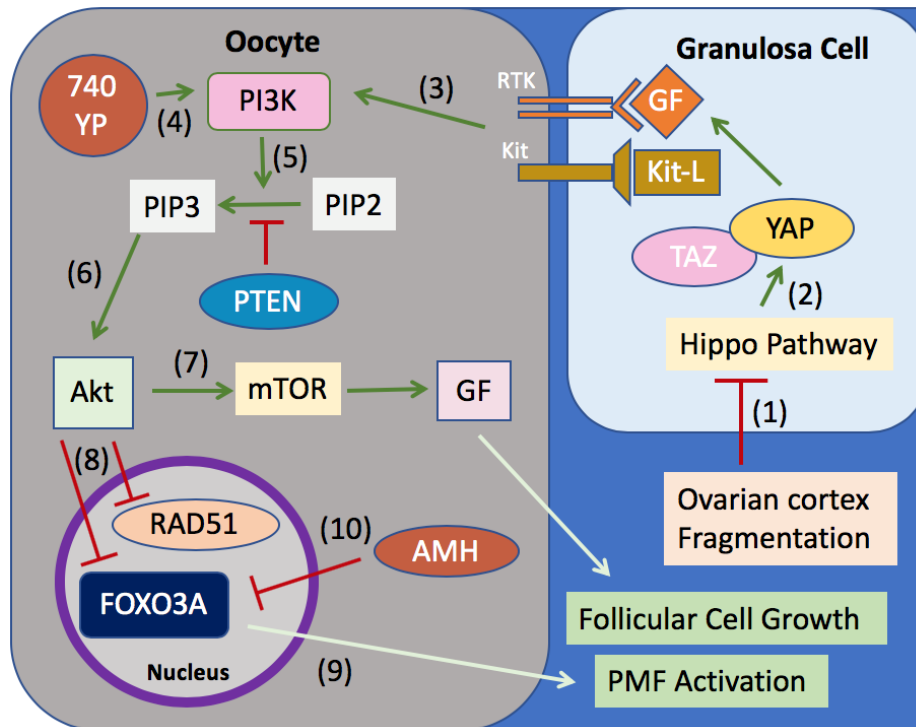 Oocyte
Granulosa Cell
740
YP
(4)
PI3K
(3)
RTK
GF
Kit
Kit-L
(5)
PIP3
PIP2
YAP
TAZ
(6)
PTEN
(2)
Hippo Pathway
(1)
Akt
(7)
mTOR
GF
(8)
RAD51
(10)
AMH
Ovarian cortex
Fragmentation
FOXO3A
Follicular Cell Growth
Nucleus
(9)
PMF Activation